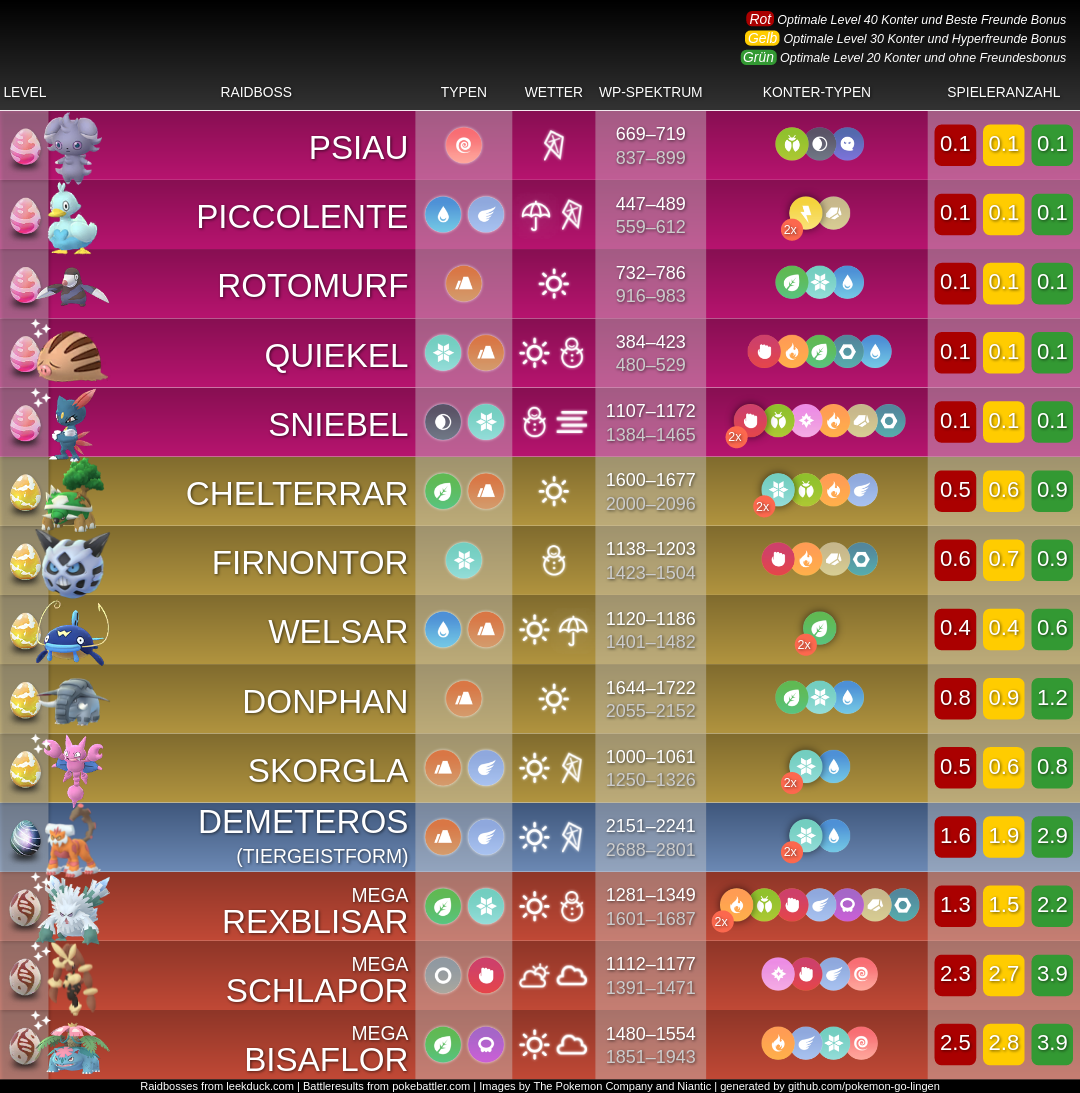 Rot Optimale Level 40 Konter und Beste Freunde Bonus
Gelb Optimale Level 30 Konter und Hyperfreunde Bonus
Grün Optimale Level 20 Konter und ohne Freundesbonus
LEVEL RAIDBOSS TYPEN WETTER WP-SPEKTRUM KONTER-TYPEN SPIELERANZAHL
PSIAU 669–719 0.1 0.1 0.1
837–899
PICCOLENTE 447–489 0.1 0.1 0.1
559–612 2x
ROTOMURF 732–786 0.1 0.1 0.1
916–983
QUIEKEL 384–423 0.1 0.1 0.1
480–529
SNIEBEL 1107–1172 0.1 0.1 0.1
1384–1465 2x
CHELTERRAR 1600–1677 0.5 0.6 0.9
2000–2096 2x
FIRNONTOR 1138–1203 0.6 0.7 0.9
1423–1504
WELSAR 1120–1186 0.4 0.4 0.6
1401–1482 2x
DONPHAN 1644–1722 0.8 0.9 1.2
2055–2152
SKORGLA 1000–1061 0.5 0.6 0.8
1250–1326 2x
DEMETEROS 2151–2241 1.6 1.9 2.9
(TIERGEISTFORM) 2688–2801 2x
MEGA 1281–1349 1.3 1.5 2.2
REXBLISAR 1601–1687 2x
MEGA 1112–1177 2.3 2.7 3.9
SCHLAPOR 1391–1471
MEGA 1480–1554 2.5 2.8 3.9
BISAFLOR 1851–1943
Raidbosses from leekduck.com | Battleresults from pokebattler.com | Images by The Pokemon Company and Niantic | generated by github.com/pokemon-go-lingen